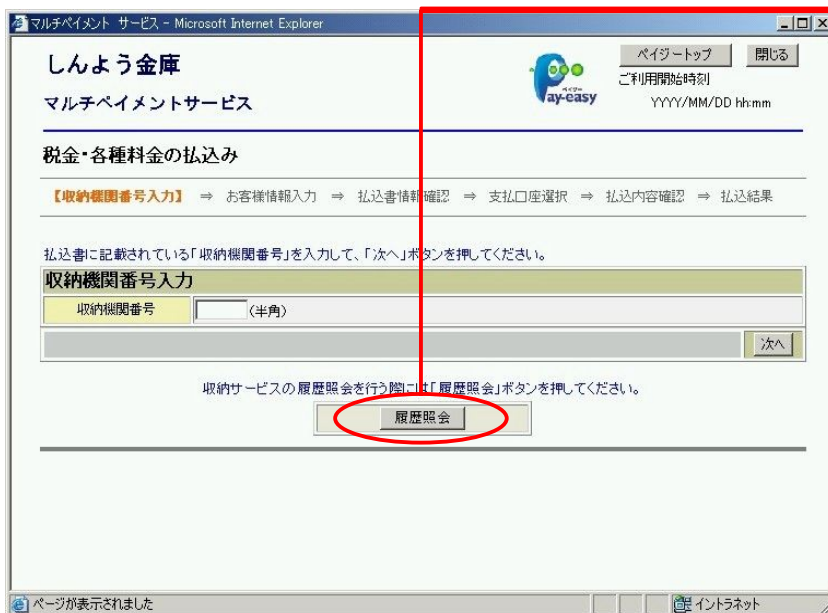 マルチペイメント サービス - Microsoft Internet Explorer
しんよう金庫
ペイジー
Pay-easy
ペイジートップ 閉じる
ご利用開始時刻
YYYY/MM/DD hh:mm
マルチペイメントサービス
税金・各種料金の払込み
【収納機関番号入力】 ⇒ お客様情報入力 ⇒ 払込書情報確認 ⇒ 支払口座選択 ⇒ 払込内容確認 ⇒ 払込結果
払込書に記載されている「収納機関番号」を入力して、「次へ」ボタンを押してください。
収納機関番号入力
収納機関番号 (半角)
次へ
収納サービスの履歴照会を行う際には「履歴照会」ボタンを押してください。
履歴照会
ページが表示されました イントラネット